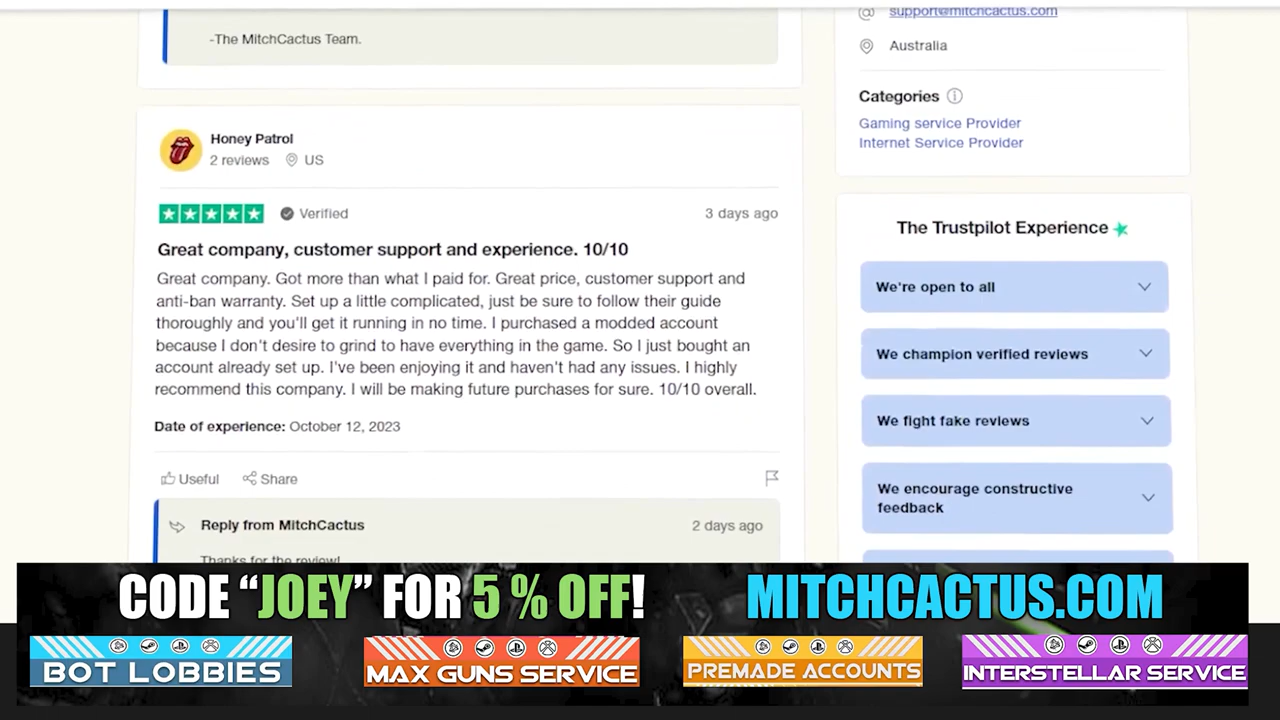 -The MitchCactus Team.
support@mitchcactus.com
Australia
Categories
Gaming service Provider
Internet Service Provider
Honey Patrol
2 reviews US
Verified
3 days ago
Great company, customer support and experience. 10/10
Great company. Got more than what I paid for. Great price, customer support and
anti-ban warranty. Set up a little complicated, just be sure to follow their guide
thoroughly and you'll get it running in no time. I purchased a modded account
because I don't desire to grind to have everything in the game. So I just bought an
account already set up. I've been enjoying it and haven't had any issues. I highly
recommend this company. I will be making future purchases for sure. 10/10 overall.
Date of experience: October 12, 2023
Useful Share
Reply from MitchCactus
2 days ago
Thanks for the review!
The Trustpilot Experience
We're open to all
We champion verified reviews
We fight fake reviews
We encourage constructive
feedback
CODE “JOEY” FOR 5 % OFF!
MITCHCACTUS.COM
BOT LOBBIES
MAX GUNS SERVICE
PREMADE ACCOUNTS
INTERSTELLAR SERVICE